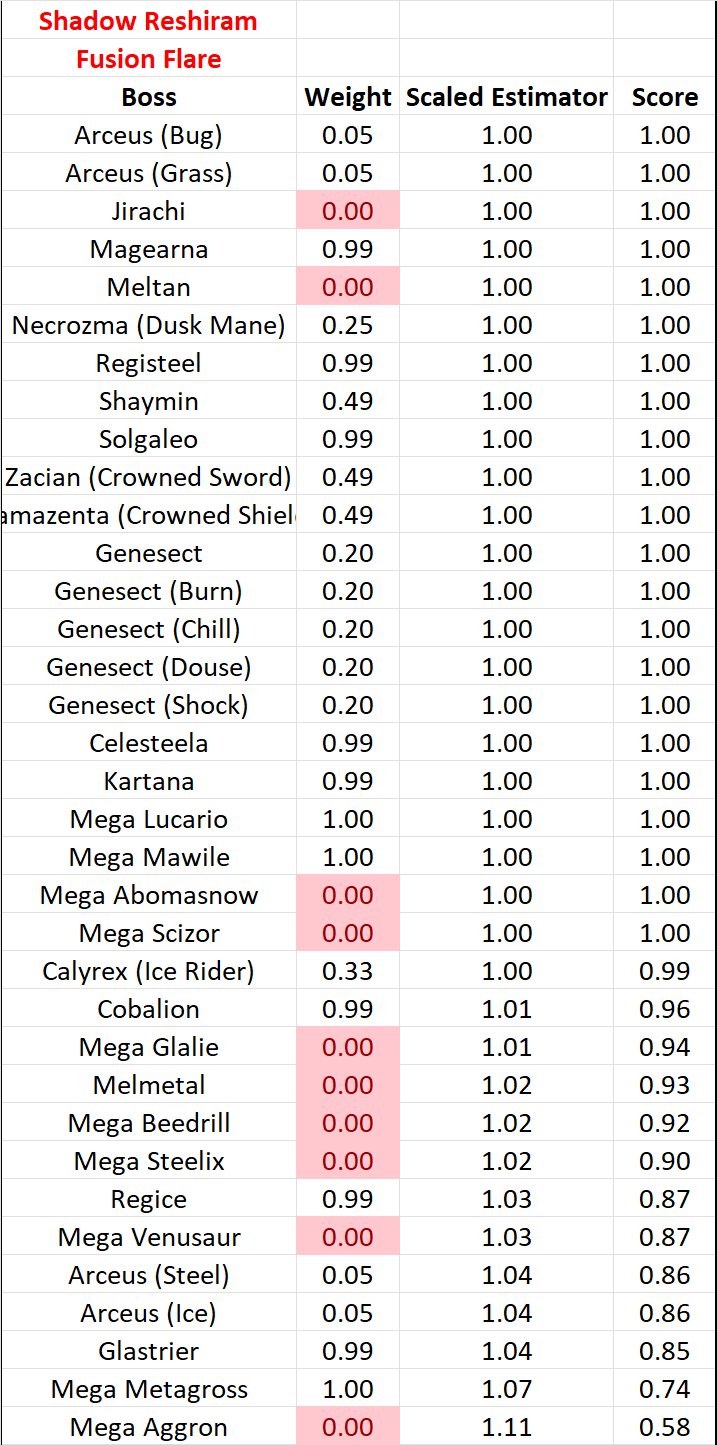 Shadow Reshiram
Fusion Flare
Boss Weight Scaled Estimator Score
Arceus (Bug) 0.05 1.00 1.00
Arceus (Grass) 0.05 1.00 1.00
Jirachi 0.00 1.00 1.00
Magearna 0.99 1.00 1.00
Meltan 0.00 1.00 1.00
Necrozma (Dusk Mane) 0.25 1.00 1.00
Registeel 0.99 1.00 1.00
Shaymin 0.49 1.00 1.00
Solgaleo 0.99 1.00 1.00
Zacian (Crowned Sword) 0.49 1.00 1.00
amazenta (Crowned Shiel 0.49 1.00 1.00
Genesect 0.20 1.00 1.00
Genesect (Burn) 0.20 1.00 1.00
Genesect (Chill) 0.20 1.00 1.00
Genesect (Douse) 0.20 1.00 1.00
Genesect (Shock) 0.20 1.00 1.00
Celesteela 0.99 1.00 1.00
Kartana 0.99 1.00 1.00
Mega Lucario 1.00 1.00 1.00
Mega Mawile 1.00 1.00 1.00
Mega Abomasnow 0.00 1.00 1.00
Mega Scizor 0.00 1.00 1.00
Calyrex (Ice Rider) 0.33 1.00 0.99
Cobalion 0.99 1.01 0.96
Mega Glalie 0.00 1.01 0.94
Melmetal 0.00 1.02 0.93
Mega Beedrill 0.00 1.02 0.92
Mega Steelix 0.00 1.02 0.90
Regice 0.99 1.03 0.87
Mega Venusaur 0.00 1.03 0.87
Arceus (Steel) 0.05 1.04 0.86
Arceus (Ice) 0.05 1.04 0.86
Glastrier 0.99 1.04 0.85
Mega Metagross 1.00 1.07 0.74
Mega Aggron 0.00 1.11 0.58